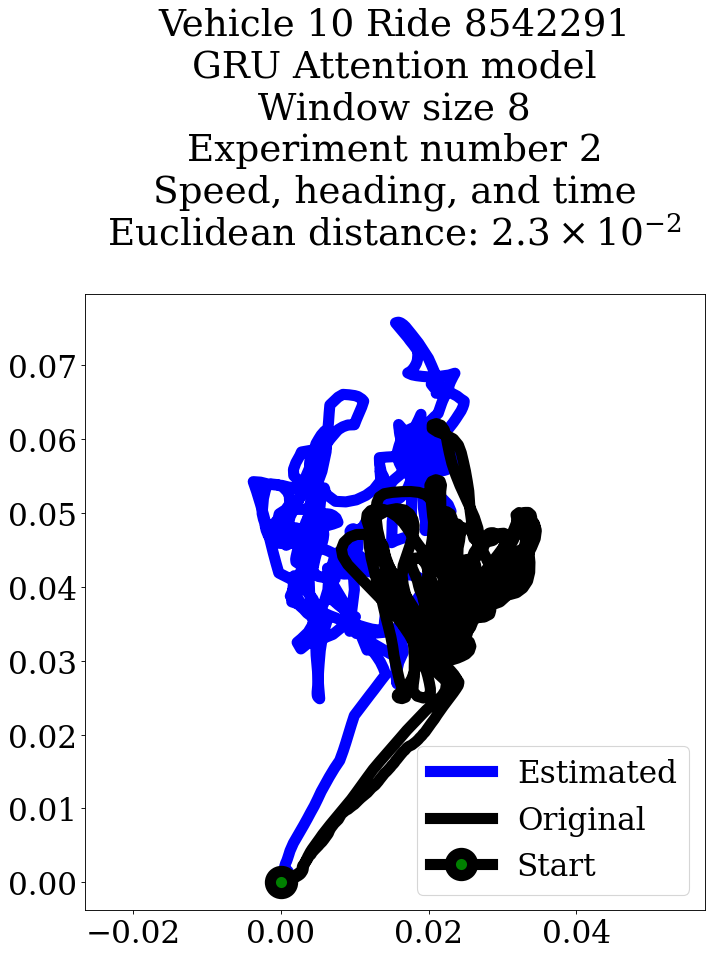 Vehicle 10 Ride 8542291
GRU Attention model
Window size 8
Experiment number 2
Speed, heading, and time
Euclidean distance: 2.3 × 10⁻²
0.07
0.06
0.05
0.04
0.03
0.02
0.01
0.00
Estimated
Original
Start
−0.02 0.00 0.02 0.04